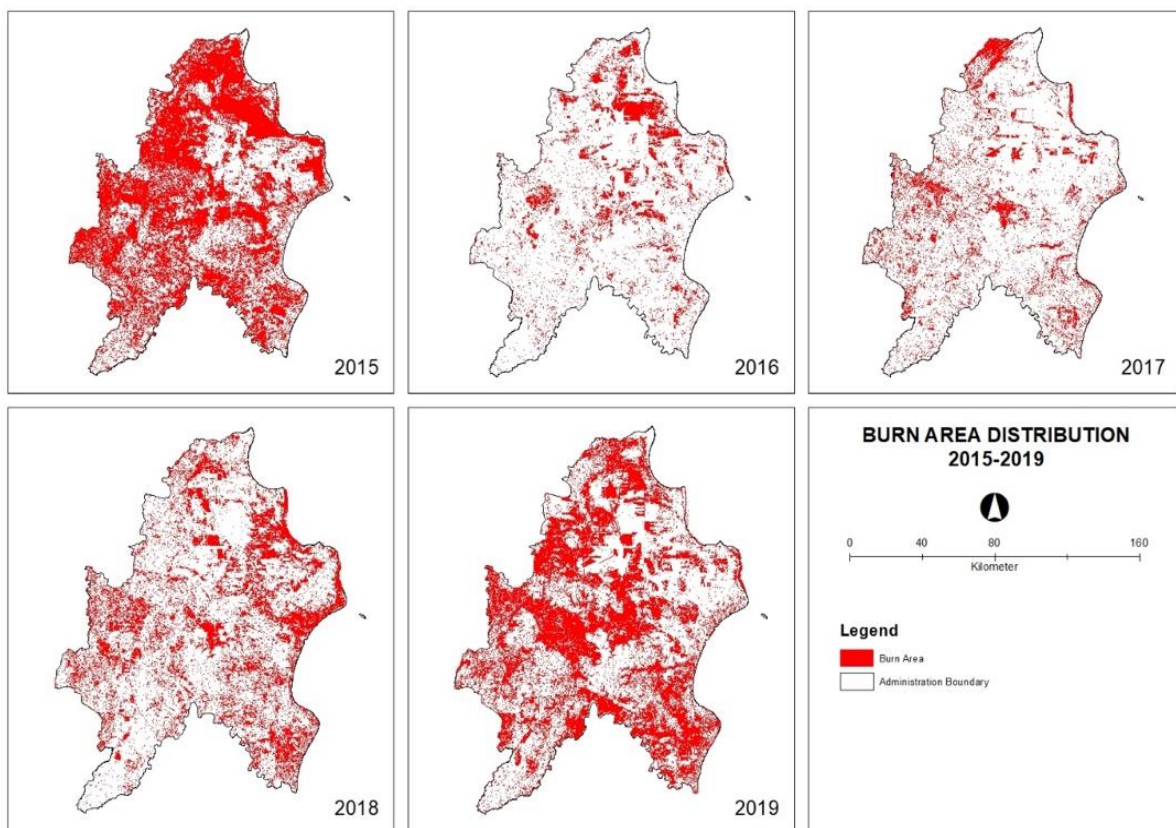 2015
2016
2017
2018
2019
BURN AREA DISTRIBUTION
2015-2019
0 40 80 160
Kilometer
Legend
Burn Area
Administration Boundary